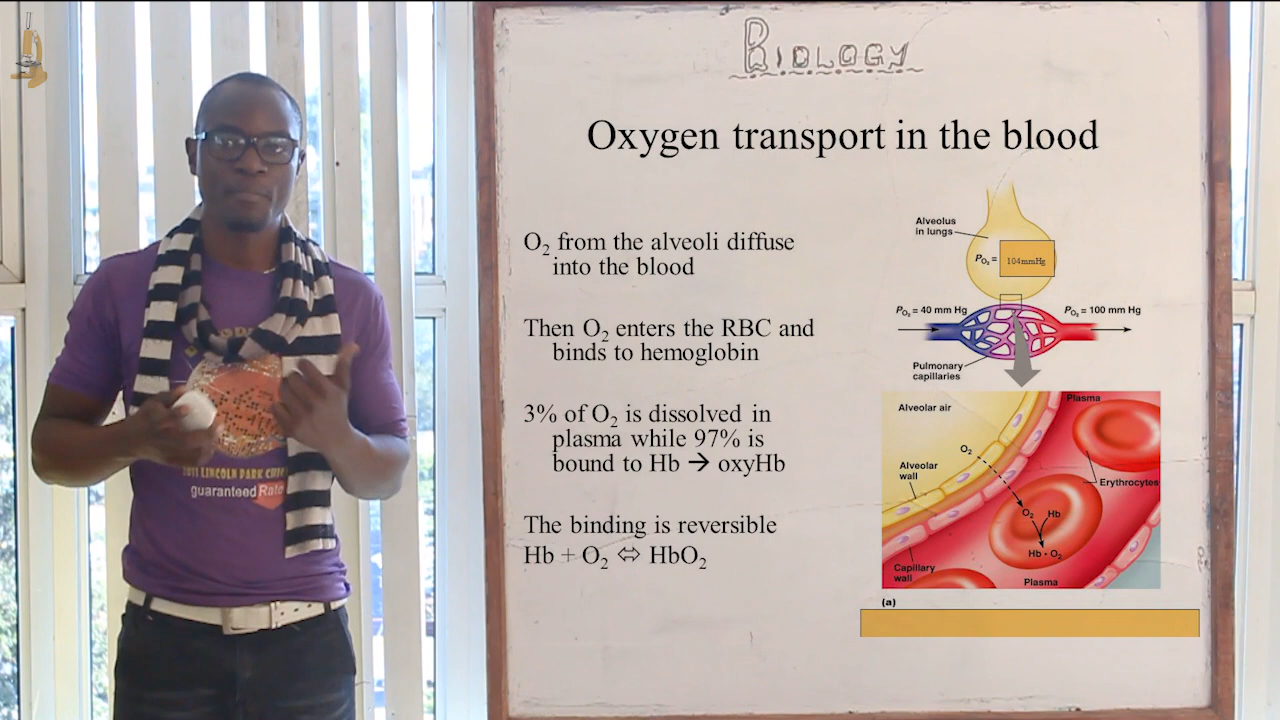 BIOLOGY
Oxygen transport in the blood
O₂ from the alveoli diffuse
into the blood
Then O₂ enters the RBC and
binds to hemoglobin
3% of O₂ is dissolved in
plasma while 97% is
bound to Hb → oxyHb
The binding is reversible
Hb + O₂ ⇔ HbO₂
Alveolus
in lungs
PO₂ = 104mmHg
PO₂ = 40 mm Hg
PO₂ = 100 mm Hg
Pulmonary
capillaries
Alveolar air
Plasma
O₂
Alveolar
wall
Erythrocytes
O₂ Hb
Hb · O₂
Capillary
wall
Plasma
(a)
LINCOLN PARK
guaranteed Rate